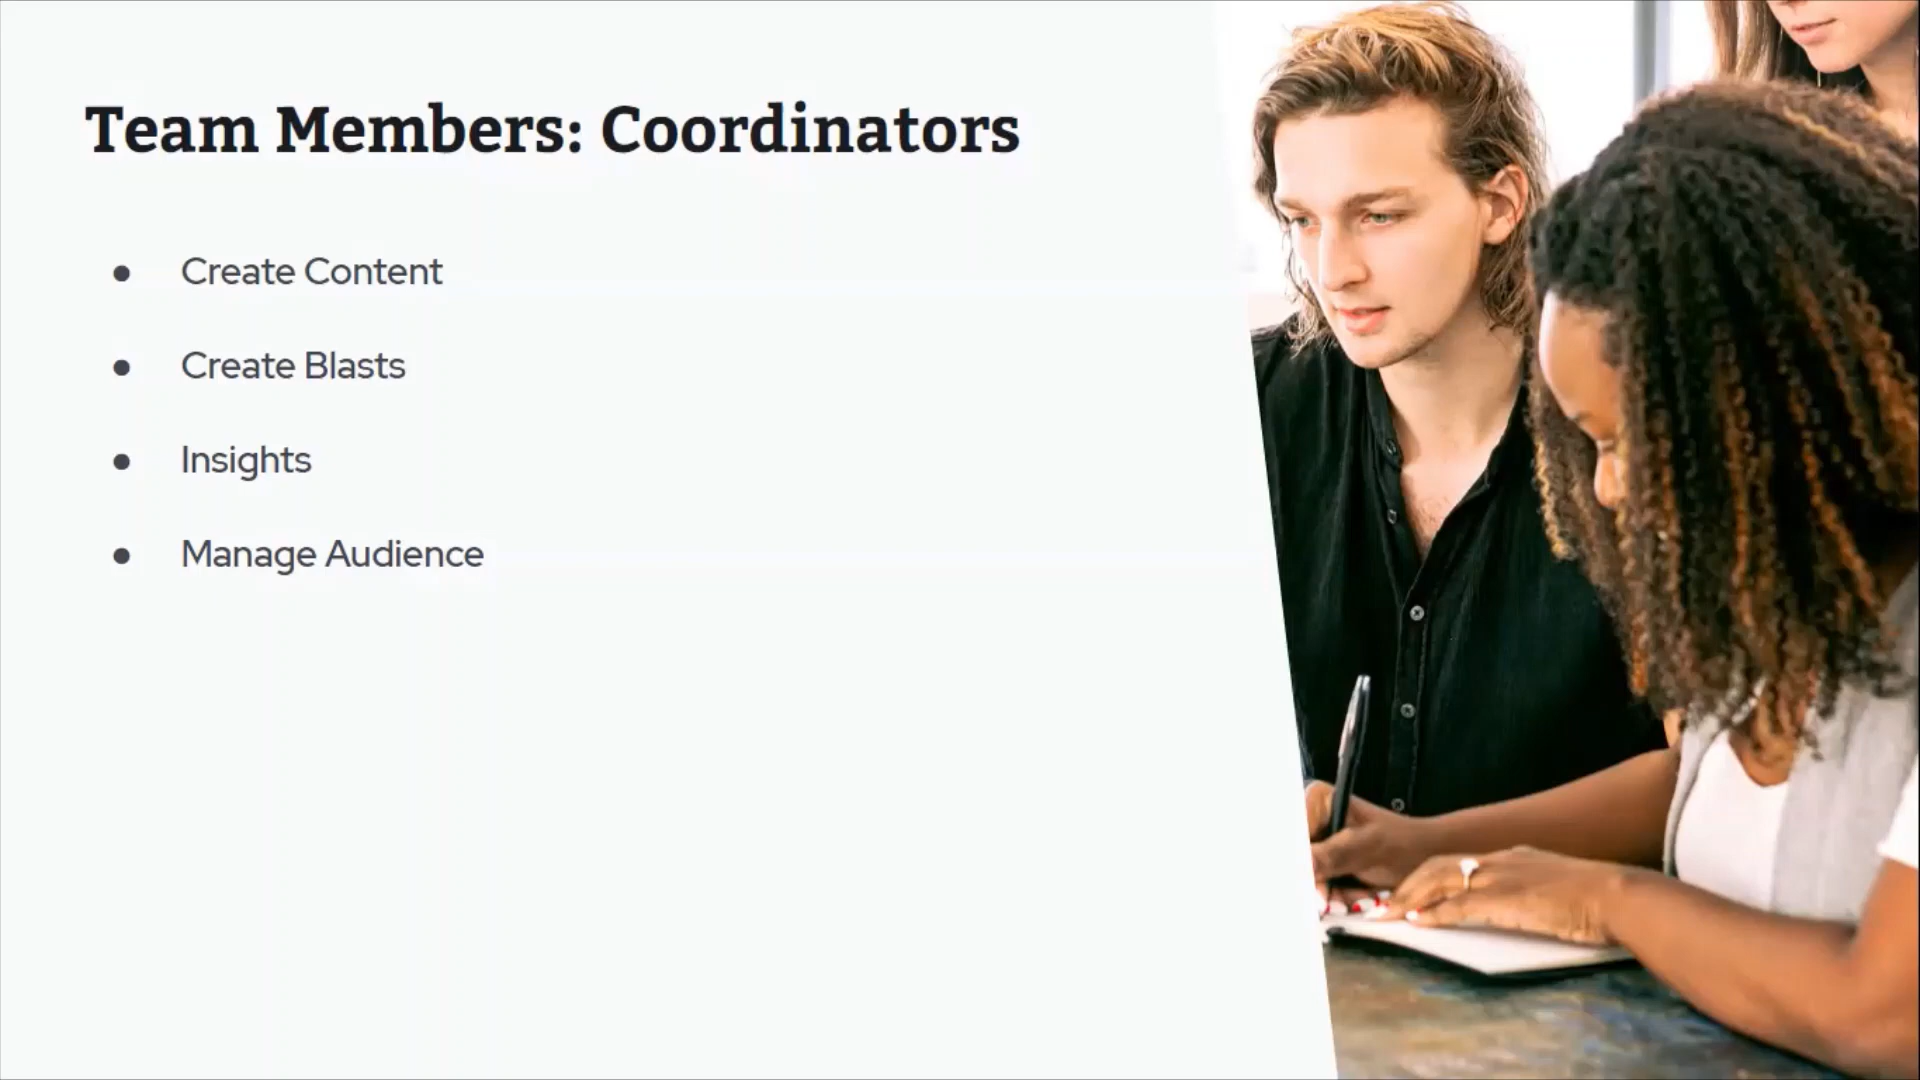 Team Members: Coordinators
● Create Content
● Create Blasts
● Insights
● Manage Audience